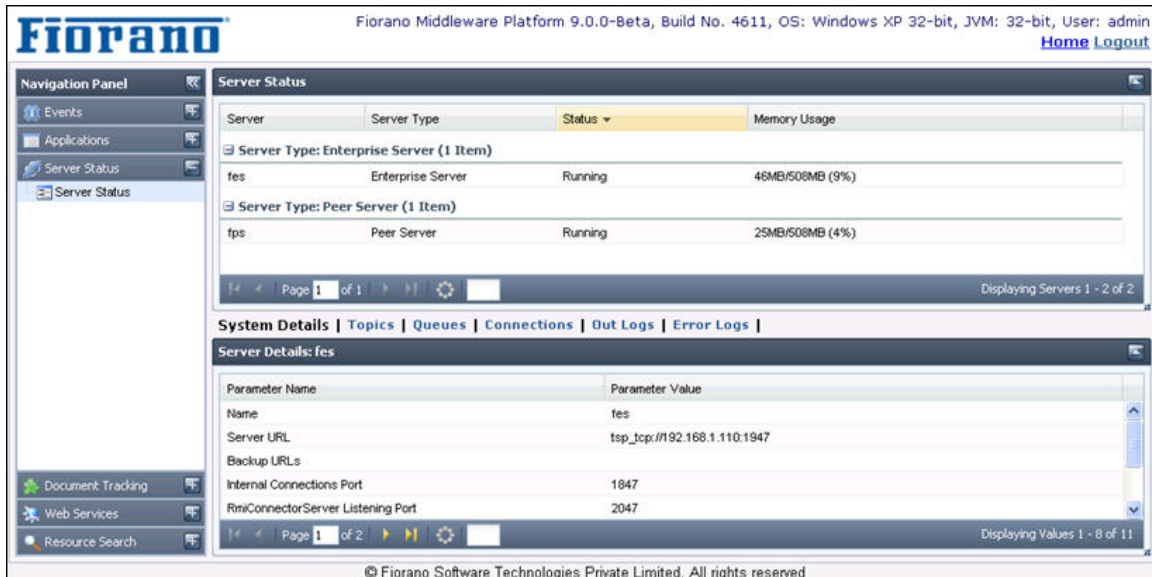 Fiorano
Fiorano Middleware Platform 9.0.0-Beta, Build No. 4611, OS: Windows XP 32-bit, JVM: 32-bit, User: admin
Home Logout
Navigation Panel
Events
Applications
Server Status
Server Status
Document Tracking
Web Services
Resource Search
Server Status
Server Server Type Status Memory Usage
Server Type: Enterprise Server (1 Item)
fes Enterprise Server Running 46MB/508MB (9%)
Server Type: Peer Server (1 Item)
fps Peer Server Running 25MB/508MB (4%)
Page 1 of 1 Displaying Servers 1 - 2 of 2
System Details | Topics | Queues | Connections | Out Logs | Error Logs |
Server Details: fes
Parameter Name Parameter Value
Name fes
Server URL tsp_tcp://192.168.1.110:1947
Backup URLs
Internal Connections Port 1847
RmiConnectorServer Listening Port 2047
Page 1 of 2 Displaying Values 1 - 8 of 11
© Fiorano Software Technologies Private Limited. All rights reserved